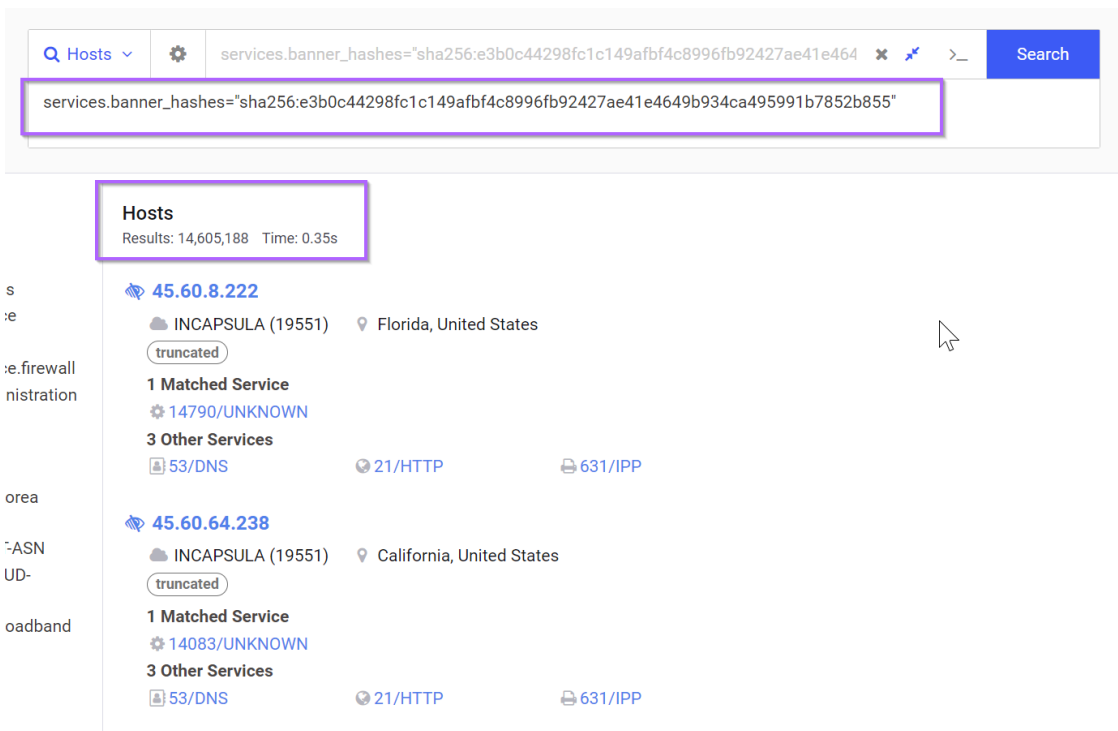 Hosts
services.banner_hashes="sha256:e3b0c44298fc1c149afbf4c8996fb92427ae41e464
>_
Search
services.banner_hashes="sha256:e3b0c44298fc1c149afbf4c8996fb92427ae41e4649b934ca495991b7852b855"
Hosts
Results: 14,605,188 Time: 0.35s
s
45.60.8.222
ce
INCAPSULA (19551) Florida, United States
truncated
ce.firewall
1 Matched Service
nistration
14790/UNKNOWN
3 Other Services
53/DNS 21/HTTP 631/IPP
orea
45.60.64.238
T-ASN
INCAPSULA (19551) California, United States
UD-
truncated
1 Matched Service
oadband
14083/UNKNOWN
3 Other Services
53/DNS 21/HTTP 631/IPP